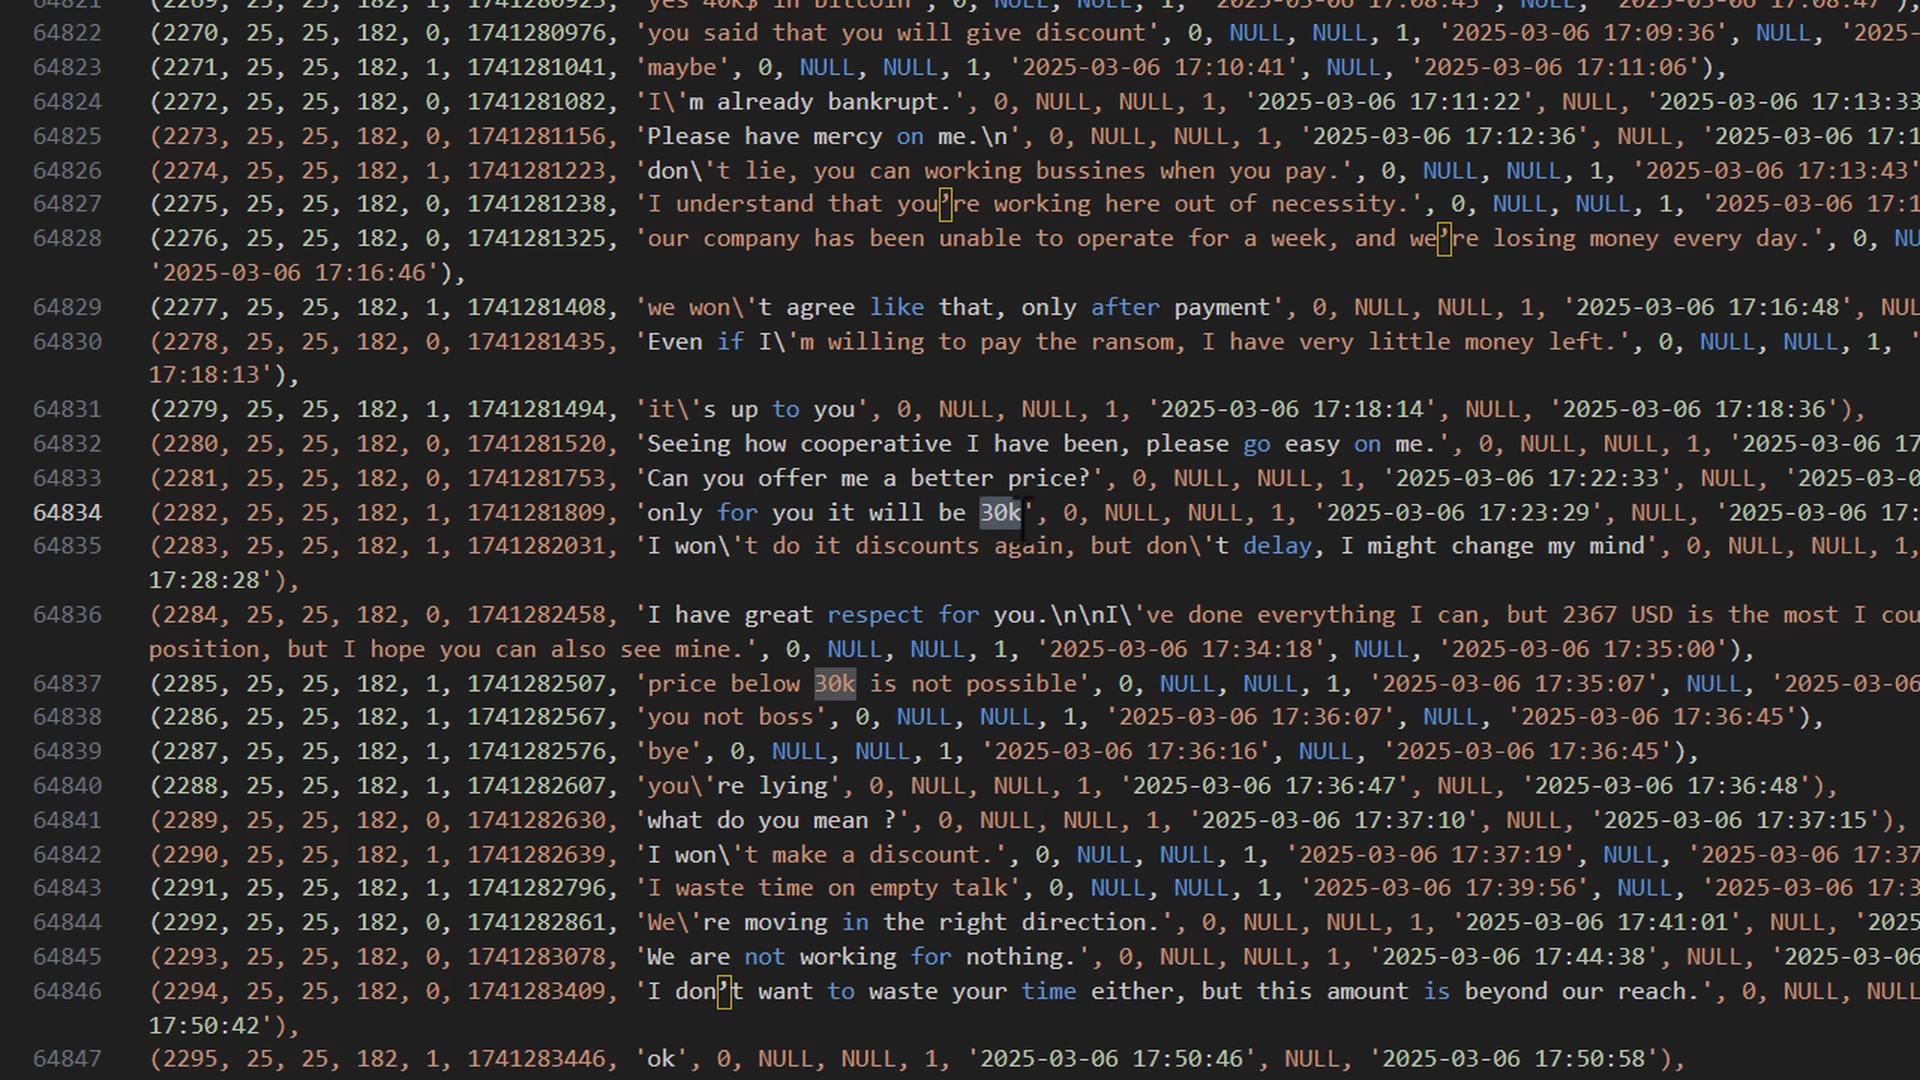 64821 (2269, 25, 25, 182, 1, 1741280925, 'yes 40k$ in bitcoin', 0, NULL, NULL, 1, '2025-03-06 17:08:45', NULL, '2025-03-06 17:08:47'),
64822 (2270, 25, 25, 182, 0, 1741280976, 'you said that you will give discount', 0, NULL, NULL, 1, '2025-03-06 17:09:36', NULL, '2025-
64823 (2271, 25, 25, 182, 1, 1741281041, 'maybe', 0, NULL, NULL, 1, '2025-03-06 17:10:41', NULL, '2025-03-06 17:11:06'),
64824 (2272, 25, 25, 182, 0, 1741281082, 'I\'m already bankrupt.', 0, NULL, NULL, 1, '2025-03-06 17:11:22', NULL, '2025-03-06 17:13:33
64825 (2273, 25, 25, 182, 0, 1741281156, 'Please have mercy on me.\n', 0, NULL, NULL, 1, '2025-03-06 17:12:36', NULL, '2025-03-06 17:1
64826 (2274, 25, 25, 182, 1, 1741281223, 'don\'t lie, you can working bussines when you pay.', 0, NULL, NULL, 1, '2025-03-06 17:13:43'
64827 (2275, 25, 25, 182, 0, 1741281238, 'I understand that you’re working here out of necessity.', 0, NULL, NULL, 1, '2025-03-06 17:1
64828 (2276, 25, 25, 182, 0, 1741281325, 'our company has been unable to operate for a week, and we’re losing money every day.', 0, NU
'2025-03-06 17:16:46'),
64829 (2277, 25, 25, 182, 1, 1741281408, 'we won\'t agree like that, only after payment', 0, NULL, NULL, 1, '2025-03-06 17:16:48', NUL
64830 (2278, 25, 25, 182, 0, 1741281435, 'Even if I\'m willing to pay the ransom, I have very little money left.', 0, NULL, NULL, 1, '
17:18:13'),
64831 (2279, 25, 25, 182, 1, 1741281494, 'it\'s up to you', 0, NULL, NULL, 1, '2025-03-06 17:18:14', NULL, '2025-03-06 17:18:36'),
64832 (2280, 25, 25, 182, 0, 1741281520, 'Seeing how cooperative I have been, please go easy on me.', 0, NULL, NULL, 1, '2025-03-06 17
64833 (2281, 25, 25, 182, 0, 1741281753, 'Can you offer me a better price?', 0, NULL, NULL, 1, '2025-03-06 17:22:33', NULL, '2025-03-0
64834 (2282, 25, 25, 182, 1, 1741281809, 'only for you it will be 30k', 0, NULL, NULL, 1, '2025-03-06 17:23:29', NULL, '2025-03-06 17:
64835 (2283, 25, 25, 182, 1, 1741282031, 'I won\'t do it discounts again, but don\'t delay, I might change my mind', 0, NULL, NULL, 1,
17:28:28'),
64836 (2284, 25, 25, 182, 0, 1741282458, 'I have great respect for you.\n\nI\'ve done everything I can, but 2367 USD is the most I cou
position, but I hope you can also see mine.', 0, NULL, NULL, 1, '2025-03-06 17:34:18', NULL, '2025-03-06 17:35:00'),
64837 (2285, 25, 25, 182, 1, 1741282507, 'price below 30k is not possible', 0, NULL, NULL, 1, '2025-03-06 17:35:07', NULL, '2025-03-06
64838 (2286, 25, 25, 182, 1, 1741282567, 'you not boss', 0, NULL, NULL, 1, '2025-03-06 17:36:07', NULL, '2025-03-06 17:36:45'),
64839 (2287, 25, 25, 182, 1, 1741282576, 'bye', 0, NULL, NULL, 1, '2025-03-06 17:36:16', NULL, '2025-03-06 17:36:45'),
64840 (2288, 25, 25, 182, 1, 1741282607, 'you\'re lying', 0, NULL, NULL, 1, '2025-03-06 17:36:47', NULL, '2025-03-06 17:36:48'),
64841 (2289, 25, 25, 182, 0, 1741282630, 'what do you mean ?', 0, NULL, NULL, 1, '2025-03-06 17:37:10', NULL, '2025-03-06 17:37:15'),
64842 (2290, 25, 25, 182, 1, 1741282639, 'I won\'t make a discount.', 0, NULL, NULL, 1, '2025-03-06 17:37:19', NULL, '2025-03-06 17:37
64843 (2291, 25, 25, 182, 1, 1741282796, 'I waste time on empty talk', 0, NULL, NULL, 1, '2025-03-06 17:39:56', NULL, '2025-03-06 17:3
64844 (2292, 25, 25, 182, 0, 1741282861, 'We\'re moving in the right direction.', 0, NULL, NULL, 1, '2025-03-06 17:41:01', NULL, '2025
64845 (2293, 25, 25, 182, 0, 1741283078, 'We are not working for nothing.', 0, NULL, NULL, 1, '2025-03-06 17:44:38', NULL, '2025-03-06
64846 (2294, 25, 25, 182, 0, 1741283409, 'I don’t want to waste your time either, but this amount is beyond our reach.', 0, NULL, NULL
17:50:42'),
64847 (2295, 25, 25, 182, 1, 1741283446, 'ok', 0, NULL, NULL, 1, '2025-03-06 17:50:46', NULL, '2025-03-06 17:50:58'),